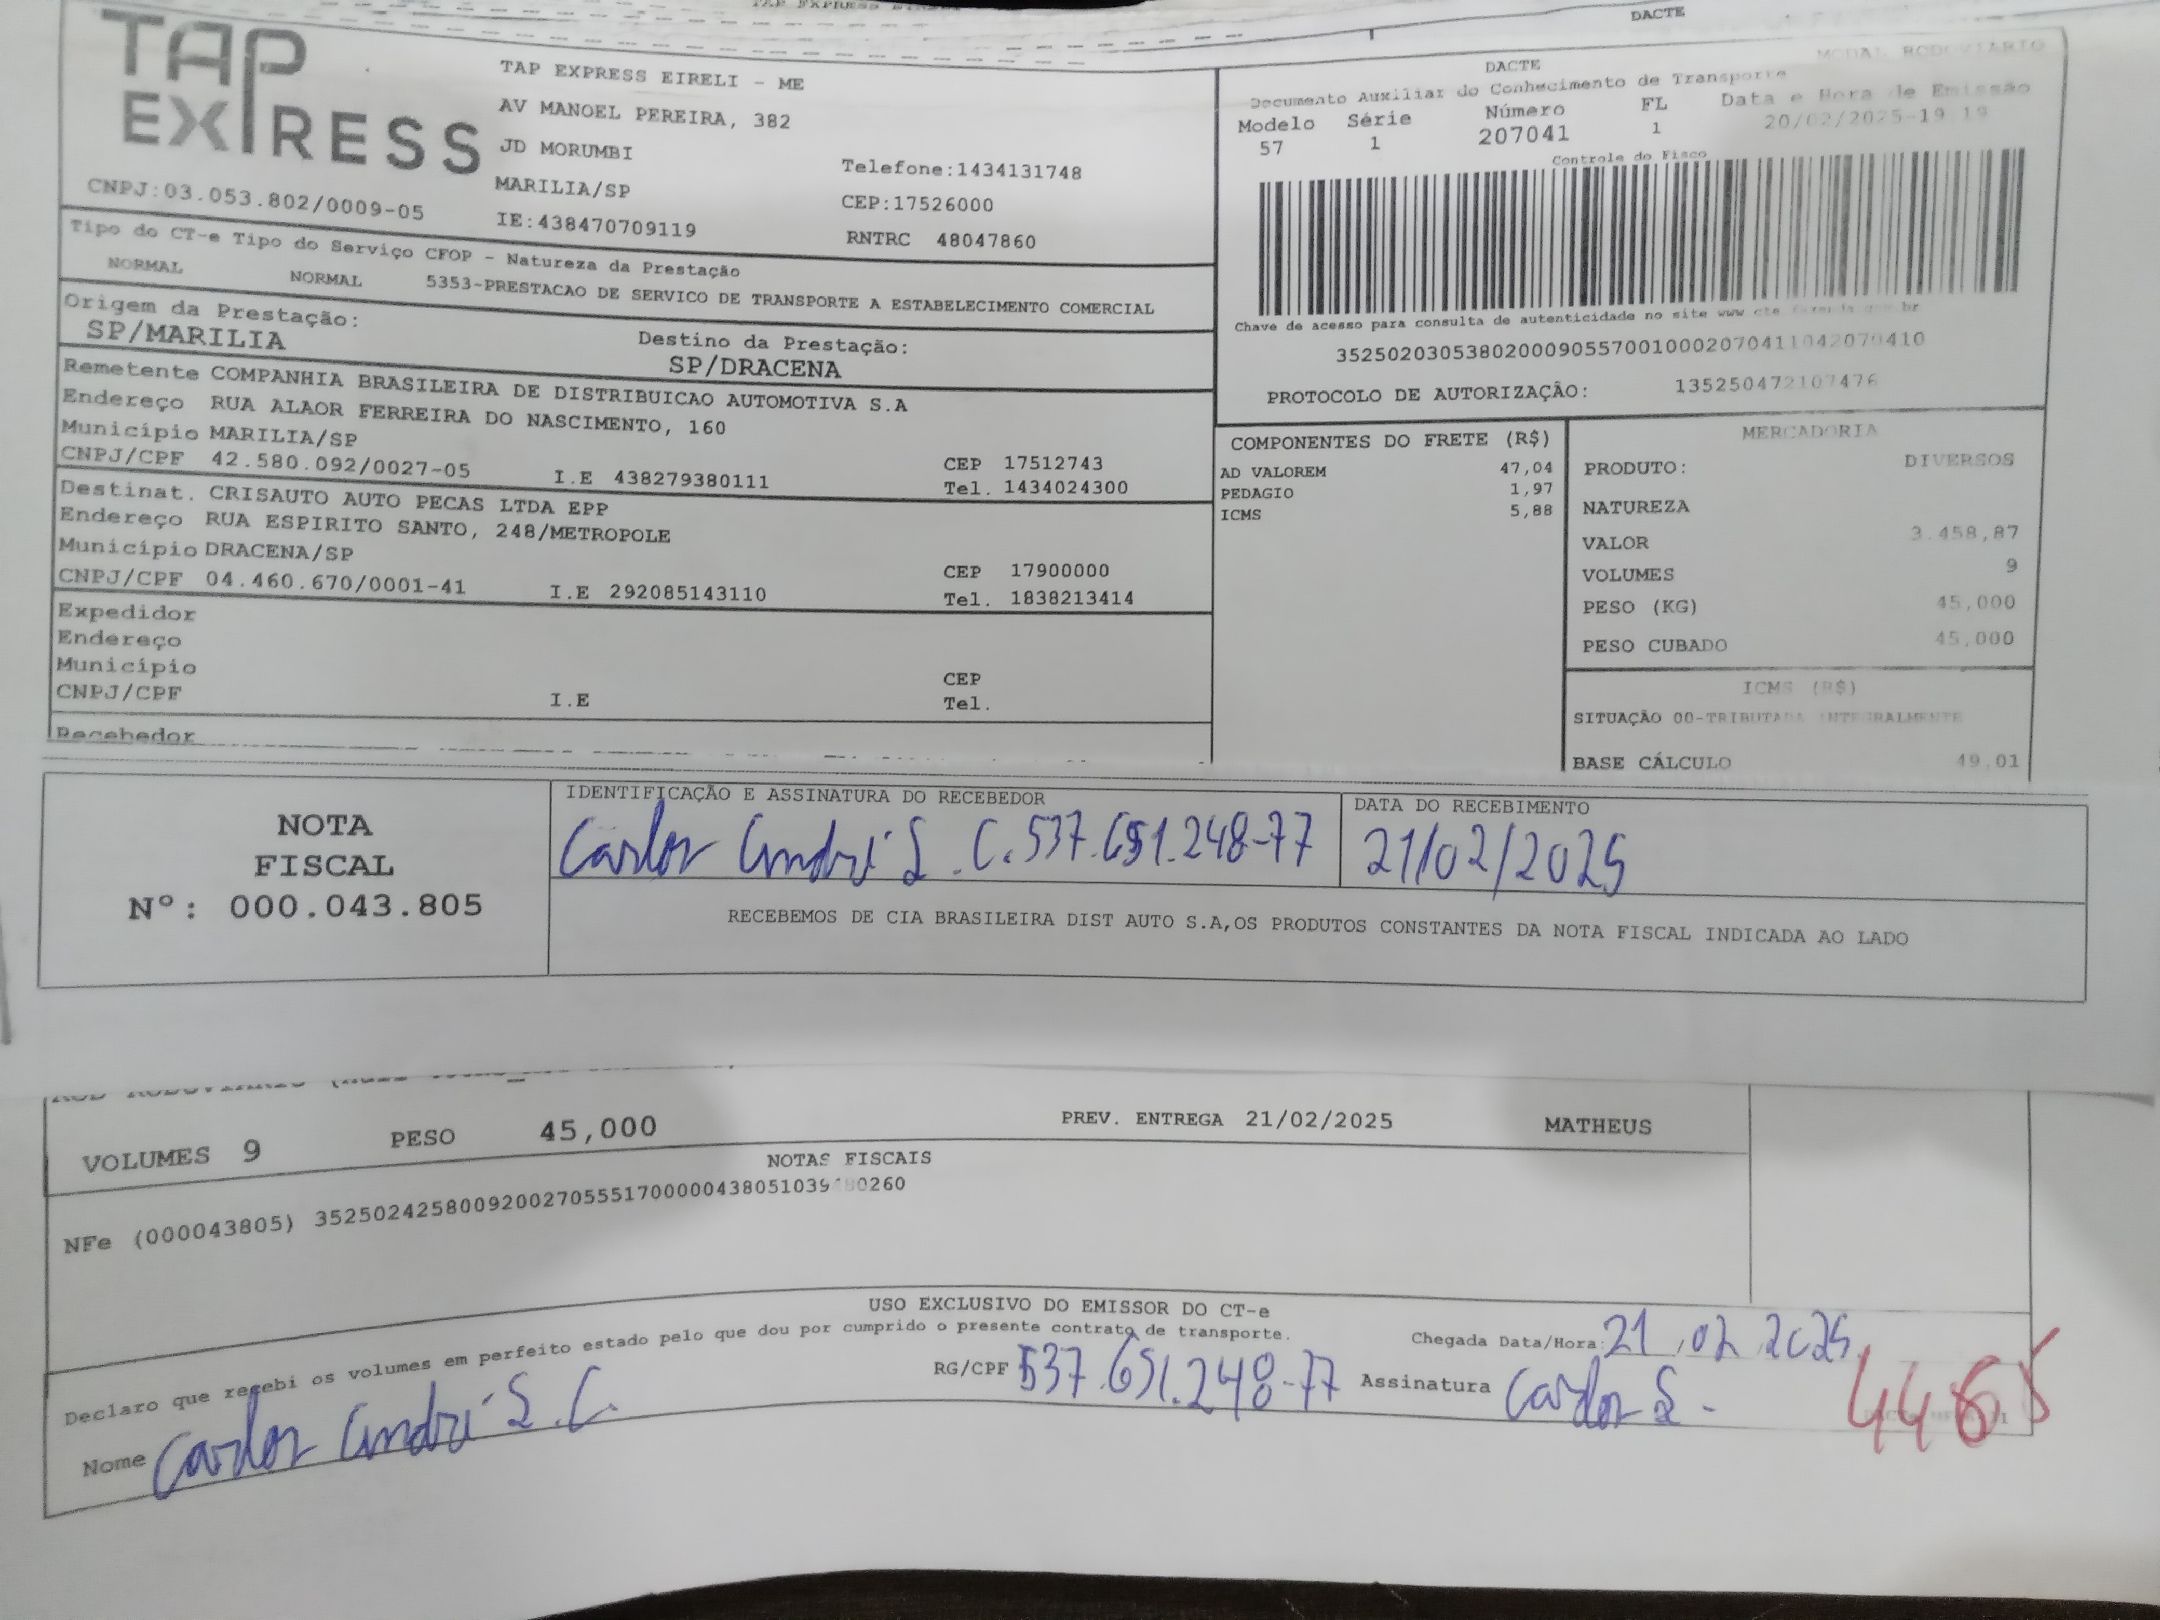 DACTE
TAP EXPRESS
TAP EXPRESS EIRELI - ME
AV MANOEL PEREIRA, 382
JD MORUMBI
MARILIA/SP
IE:438470709119
Telefone:1434131748
CEP:17526000
RNTRC 48047860
CNPJ:03.053.802/0009-05
MODAL RODOVIARIO
DACTE
Documento Auxiliar do Conhecimento de Transporte
Modelo Série Número FL Data e Hora de Emissão
57 1 207041 1 20/02/2025-19:19
Controle do Fisco
Chave de acesso para consulta de autenticidade no site www cte fazenda gov.br
35250203053802000905570010002070411042070410
PROTOCOLO DE AUTORIZAÇÃO: 135250472107476
Tipo do CT-e Tipo do Serviço CFOP - Natureza da Prestação
NORMAL NORMAL 5353-PRESTACAO DE SERVICO DE TRANSPORTE A ESTABELECIMENTO COMERCIAL
Origem da Prestação: Destino da Prestação:
SP/MARILIA SP/DRACENA
Remetente COMPANHIA BRASILEIRA DE DISTRIBUICAO AUTOMOTIVA S.A
Endereço RUA ALAOR FERREIRA DO NASCIMENTO, 160
Município MARILIA/SP CEP 17512743
CNPJ/CPF 42.580.092/0027-05 I.E 438279380111 Tel. 1434024300
Destinat. CRISAUTO AUTO PECAS LTDA EPP
Endereço RUA ESPIRITO SANTO, 248/METROPOLE
Município DRACENA/SP CEP 17900000
CNPJ/CPF 04.460.670/0001-41 I.E 292085143110 Tel. 1838213414
Expedidor
Endereço
Município CEP
CNPJ/CPF I.E Tel.
Recebedor
COMPONENTES DO FRETE (R$)
AD VALOREM 47,04
PEDAGIO 1,97
ICMS 5,88
MERCADORIA
PRODUTO: DIVERSOS
NATUREZA
VALOR 3.458,87
VOLUMES 9
PESO (KG) 45,000
PESO CUBADO 45,000
ICMS (R$)
SITUAÇÃO 00-TRIBUTADA INTEGRALMENTE
BASE CÁLCULO 49,01
NOTA
FISCAL
Nº: 000.043.805
IDENTIFICAÇÃO E ASSINATURA DO RECEBEDOR
Carlos André S. C. 537.651.248-77
DATA DO RECEBIMENTO
21/02/2025
RECEBEMOS DE CIA BRASILEIRA DIST AUTO S.A,OS PRODUTOS CONSTANTES DA NOTA FISCAL INDICADA AO LADO
VOLUMES 9 PESO 45,000 PREV. ENTREGA 21/02/2025 MATHEUS
NOTAS FISCAIS
NFe (000043805)
USO EXCLUSIVO DO EMISSOR DO CT-e
Declaro que recebi os volumes em perfeito estado pelo que dou por cumprido o presente contrato de transporte.
Chegada Data/Hora: 21.02.2025
Nome Carlos André S.C. RG/CPF 537.651.248-77 Assinatura Carlos S.